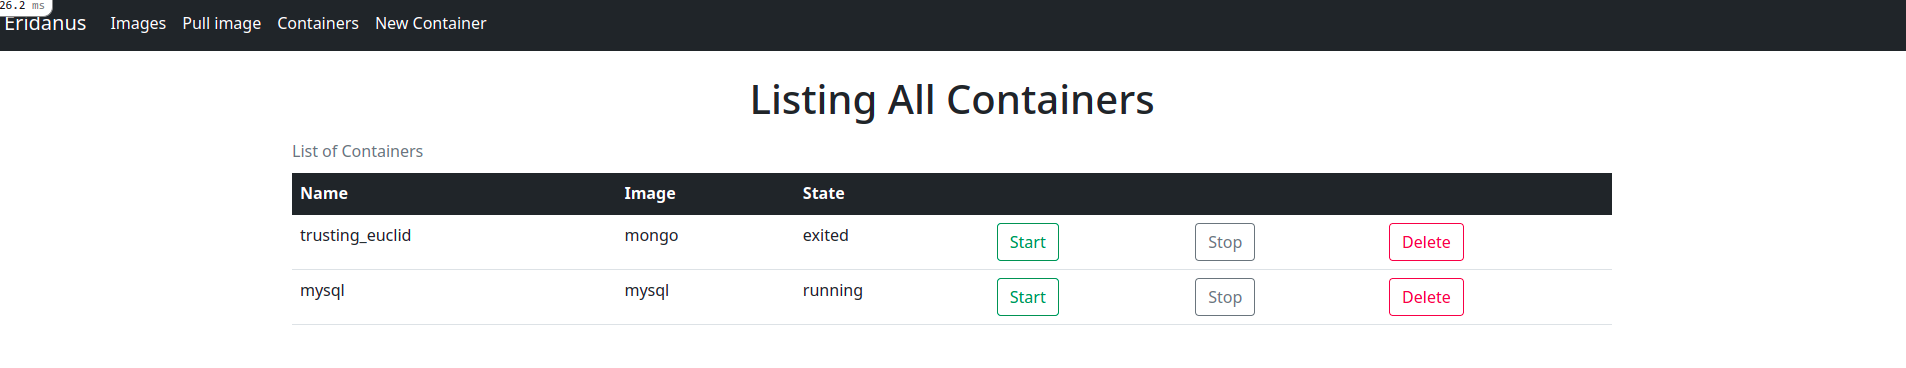 26.2 ms
Eridanus Images Pull image Containers New Container
Listing All Containers
List of Containers
Name Image State
trusting_euclid mongo exited Start Stop Delete
mysql mysql running Start Stop Delete